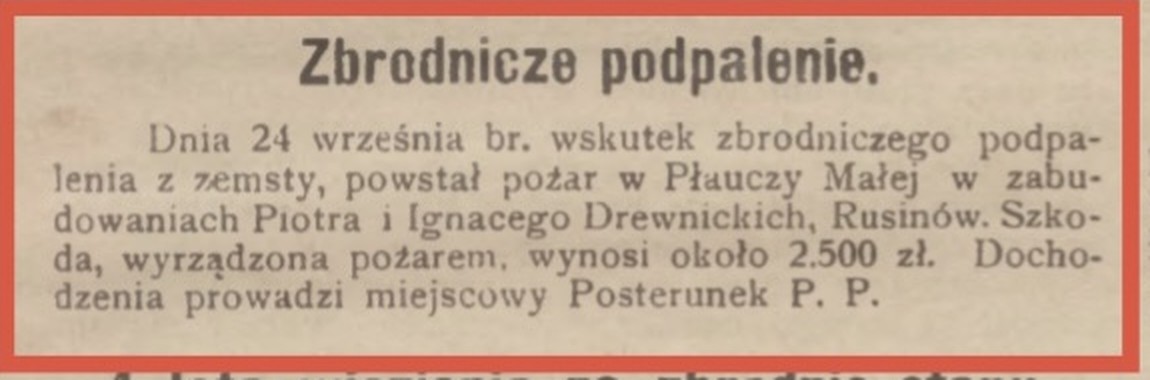 Zbrodnicze podpalenie.
Dnia 24 września br. wskutek zbrodniczego podpa-
lenia z zemsty, powstał pożar w Płauczy Małej w zabu-
dowaniach Piotra i Ignacego Drewnickich, Rusinów. Szko-
da, wyrządzona pożarem, wynosi około 2.500 zł. Docho-
dzenia prowadzi miejscowy Posterunek P. P.